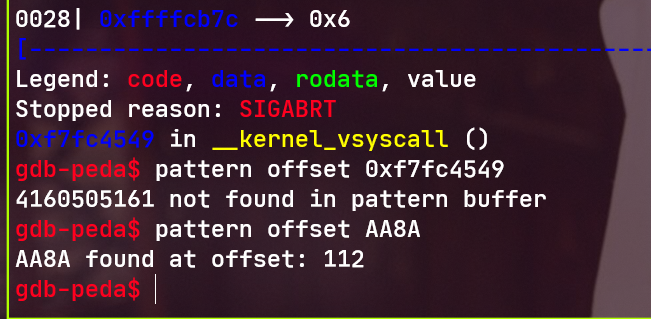 0028| 0xffffcb7c --> 0x6
[------------------------------------------
Legend: code, data, rodata, value
Stopped reason: SIGABRT
0xf7fc4549 in __kernel_vsyscall ()
gdb-peda$ pattern offset 0xf7fc4549
4160505161 not found in pattern buffer
gdb-peda$ pattern offset AA8A
AA8A found at offset: 112
gdb-peda$